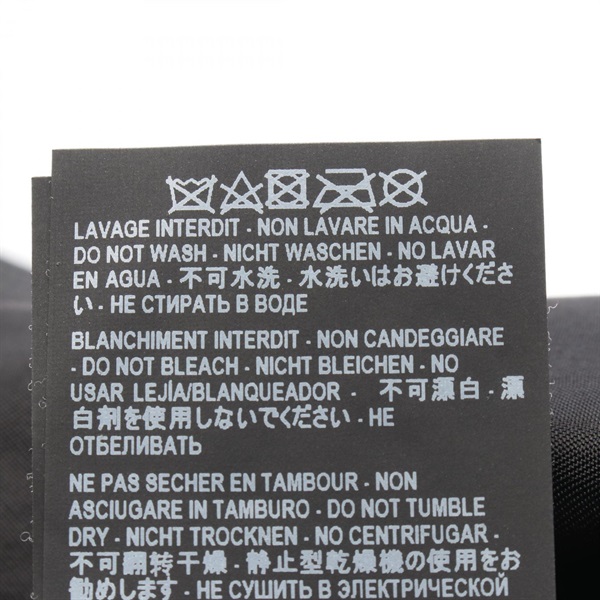 LAVAGE INTERDIT - NON LAVARE IN ACQUA -
DO NOT WASH - NICHT WASCHEN - NO LAVAR
EN AGUA - 不可水洗 - 水洗いはお避けくださ
い - НЕ СТИРАТЬ В ВОДЕ
BLANCHIMENT INTERDIT - NON CANDEGGIARE
- DO NOT BLEACH - NICHT BLEICHEN - NO
USAR LEJÍA/BLANQUEADOR - 不可漂白 - 漂
白剤を使用しないでください - НЕ
ОТБЕЛИВАТЬ
NE PAS SECHER EN TAMBOUR - NON
ASCIUGARE IN TAMBURO - DO NOT TUMBLE
DRY - NICHT TROCKNEN - NO CENTRIFUGAR -
不可翻转干燥 - 静止型乾燥機の使用をお
勧めします - НЕ СУШИТЬ В ЭЛЕКТРИЧЕСКОЙ